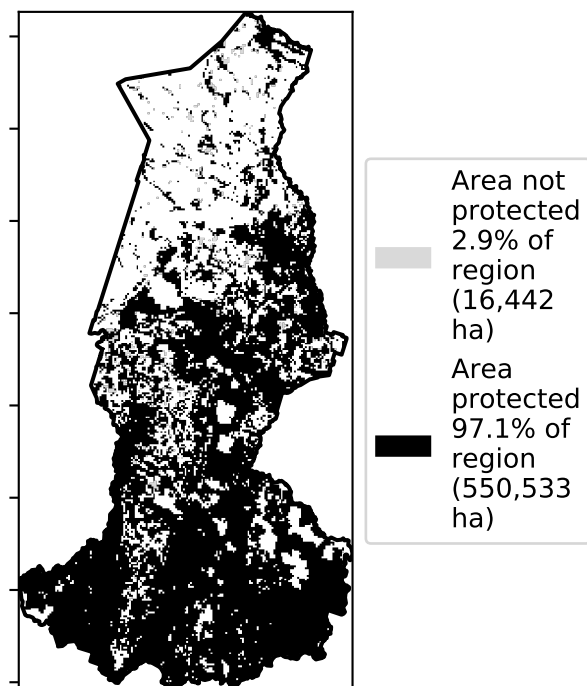 Area not
protected
2.9% of
region
(16,442
ha)
Area
protected
97.1% of
region
(550,533
ha)